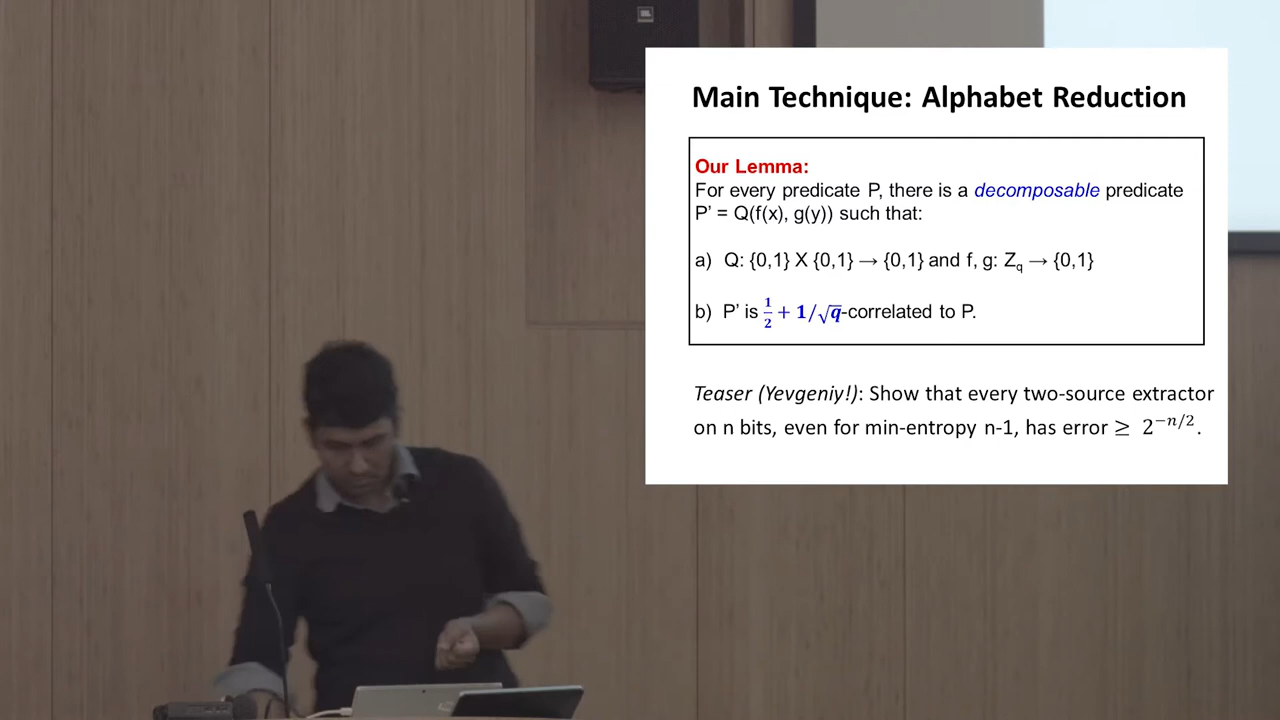 Main Technique: Alphabet Reduction
Our Lemma:
For every predicate P, there is a decomposable predicate
P’ = Q(f(x), g(y)) such that:
a) Q: {0,1} X {0,1} → {0,1} and f, g: Z_q → {0,1}
b) P’ is 1/2 + 1/√q-correlated to P.
Teaser (Yevgeniy!): Show that every two-source extractor
on n bits, even for min-entropy n-1, has error ≥ 2^{-n/2}.